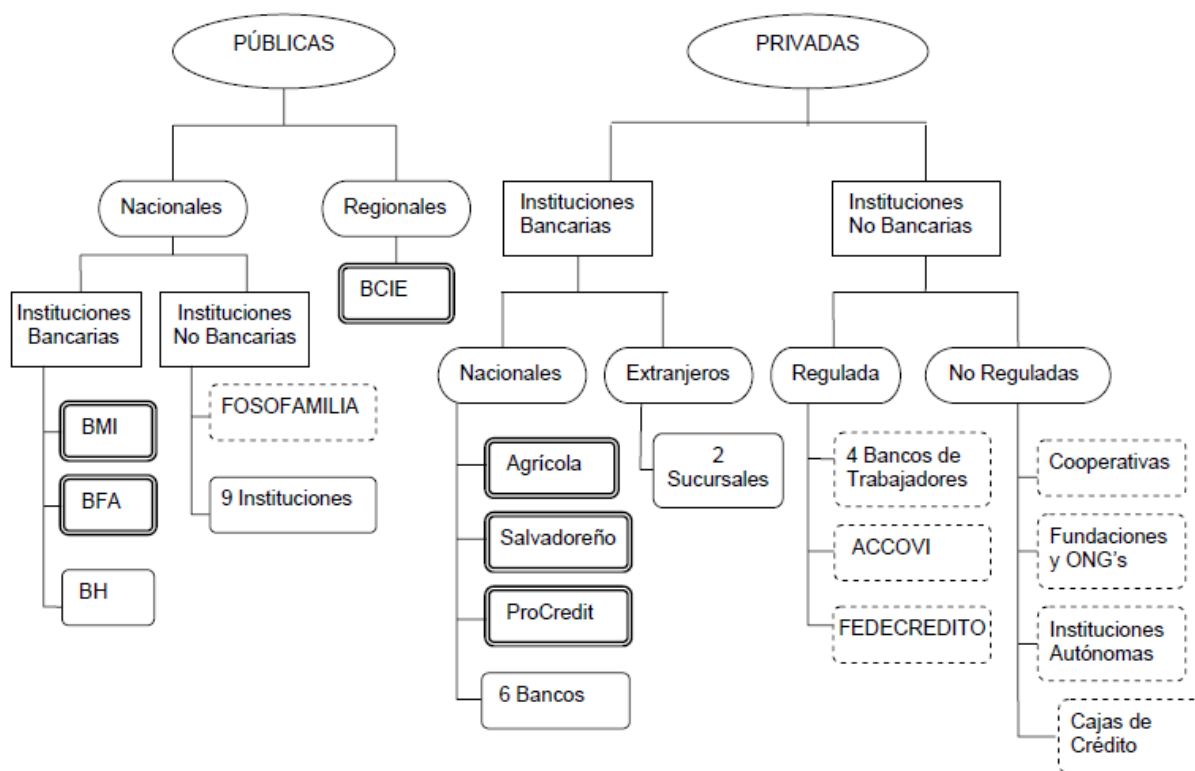 PÚBLICAS
PRIVADAS
Nacionales
Regionales
Instituciones
Bancarias
Instituciones
No Bancarias
BCIE
Instituciones
Bancarias
Instituciones
No Bancarias
Nacionales
Extranjeros
Regulada
No Reguladas
BMI
BFA
BH
FOSOFAMILIA
9 Instituciones
Agrícola
Salvadoreño
ProCredit
6 Bancos
2
Sucursales
4 Bancos de
Trabajadores
ACCOVI
FEDECREDITO
Cooperativas
Fundaciones
y ONG's
Instituciones
Autónomas
Cajas de
Crédito